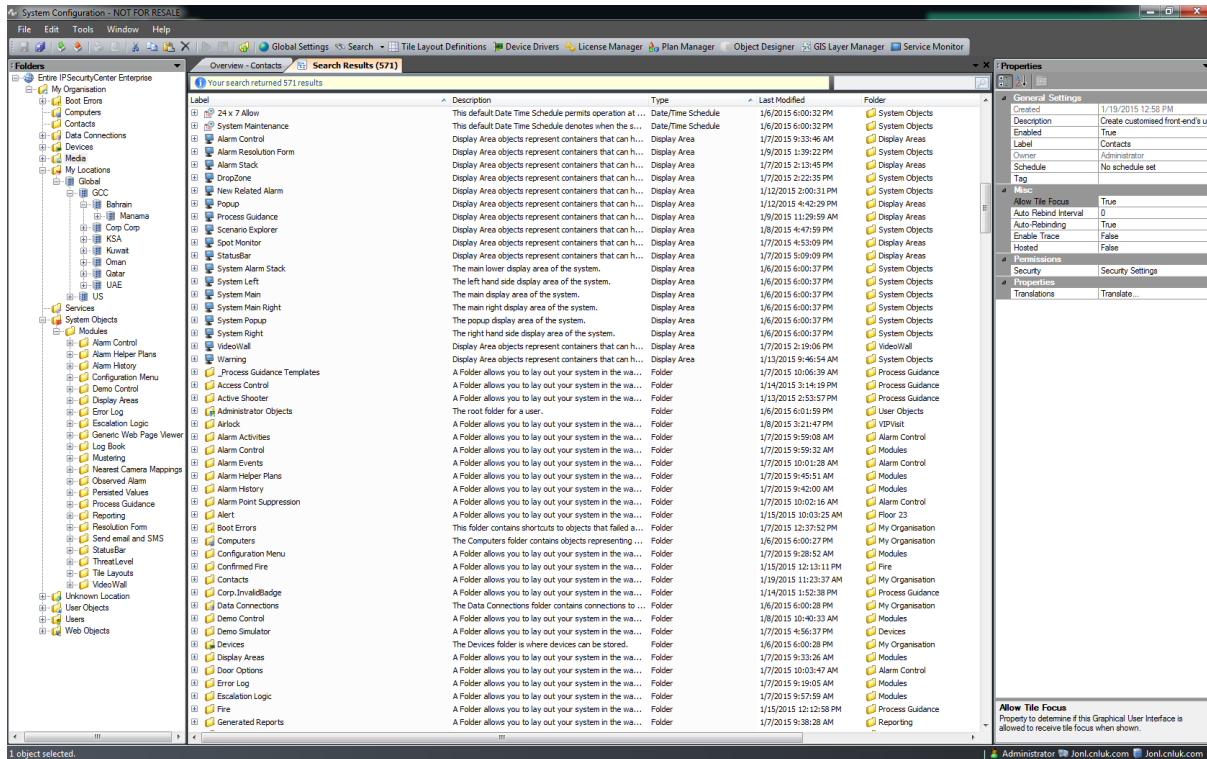 System Configuration - NOT FOR RESALE
File Edit Tools Window Help
Global Settings Search Tile Layout Definitions Device Drivers License Manager Plan Manager Object Designer GIS Layer Manager Service Monitor
Folders
Entire IPSecurityCenter Enterprise
My Organisation
Boot Errors
Computers
Contacts
Data Connections
Devices
Media
My Locations
Global
GCC
Bahrain
Manama
Corp Corp
KSA
Kuwait
Oman
Qatar
UAE
US
Services
System Objects
Modules
Alarm Control
Alarm Helper Plans
Alarm History
Configuration Menu
Demo Control
Display Areas
Error Log
Escalation Logic
Generic Web Page Viewer
Log Book
Mustering
Nearest Camera Mappings
Observed Alarm
Persisted Values
Process Guidance
Reporting
Resolution Form
Send email and SMS
StatusBar
ThreatLevel
Tile Layouts
VideoWall
Unknown Location
User Objects
Users
Web Objects
Overview - Contacts Search Results (571)
Your search returned 571 results
Label Description Type Last Modified Folder
24 x 7 Allow This default Date Time Schedule permits operation at ... Date/Time Schedule 1/6/2015 6:00:32 PM System Objects
System Maintenance This default Date Time Schedule denotes when the s... Date/Time Schedule 1/6/2015 6:00:32 PM System Objects
Alarm Control Display Area objects represent containers that can h... Display Area 1/7/2015 9:33:46 AM Display Areas
Alarm Resolution Form Display Area objects represent containers that can h... Display Area 1/9/2015 1:39:22 PM System Objects
Alarm Stack Display Area objects represent containers that can h... Display Area 1/7/2015 2:13:45 PM Display Areas
DropZone Display Area objects represent containers that can h... Display Area 1/7/2015 2:22:35 PM System Objects
New Related Alarm Display Area objects represent containers that can h... Display Area 1/12/2015 2:00:31 PM System Objects
Popup Display Area objects represent containers that can h... Display Area 1/12/2015 4:42:29 PM Display Areas
Process Guidance Display Area objects represent containers that can h... Display Area 1/9/2015 11:29:59 AM Display Areas
Scenario Explorer Display Area objects represent containers that can h... Display Area 1/8/2015 4:47:59 PM System Objects
Spot Monitor Display Area objects represent containers that can h... Display Area 1/7/2015 4:53:09 PM Display Areas
StatusBar Display Area objects represent containers that can h... Display Area 1/7/2015 5:09:09 PM Display Areas
System Alarm Stack The main lower display area of the system. Display Area 1/6/2015 6:00:37 PM System Objects
System Left The left hand side display area of the system. Display Area 1/6/2015 6:00:37 PM System Objects
System Main The main display area of the system. Display Area 1/6/2015 6:00:37 PM System Objects
System Main Right The main right display area of the system. Display Area 1/6/2015 6:00:37 PM System Objects
System Popup The popup display area of the system. Display Area 1/6/2015 6:00:37 PM System Objects
System Right The right hand side display area of the system. Display Area 1/6/2015 6:00:37 PM System Objects
VideoWall Display Area objects represent containers that can h... Display Area 1/7/2015 2:19:06 PM VideoWall
Warning Display Area objects represent containers that can h... Display Area 1/13/2015 9:46:54 AM System Objects
_Process Guidance Templates A Folder allows you to lay out your system in the wa... Folder 1/7/2015 10:06:39 AM Process Guidance
Access Control A Folder allows you to lay out your system in the wa... Folder 1/14/2015 3:14:19 PM Process Guidance
Active Shooter A Folder allows you to lay out your system in the wa... Folder 1/13/2015 2:53:57 PM Process Guidance
Administrator Objects The root folder for a user. Folder 1/6/2015 6:01:59 PM User Objects
Airlock A Folder allows you to lay out your system in the wa... Folder 1/8/2015 3:21:47 PM VIPVisit
Alarm Activities A Folder allows you to lay out your system in the wa... Folder 1/7/2015 9:59:08 AM Alarm Control
Alarm Control A Folder allows you to lay out your system in the wa... Folder 1/7/2015 9:59:32 AM Modules
Alarm Events A Folder allows you to lay out your system in the wa... Folder 1/7/2015 10:01:28 AM Alarm Control
Alarm Helper Plans A Folder allows you to lay out your system in the wa... Folder 1/7/2015 9:45:51 AM Modules
Alarm History A Folder allows you to lay out your system in the wa... Folder 1/7/2015 9:42:00 AM Modules
Alarm Point Suppression A Folder allows you to lay out your system in the wa... Folder 1/7/2015 10:02:16 AM Alarm Control
Alert A Folder allows you to lay out your system in the wa... Folder 1/15/2015 10:03:25 AM Floor 23
Boot Errors This folder contains shortcuts to objects that failed a... Folder 1/7/2015 12:37:52 PM My Organisation
Computers The Computers folder contains objects representing ... Folder 1/6/2015 6:00:27 PM My Organisation
Configuration Menu A Folder allows you to lay out your system in the wa... Folder 1/7/2015 9:28:52 AM Modules
Confirmed Fire A Folder allows you to lay out your system in the wa... Folder 1/15/2015 12:13:11 PM Fire
Contacts A Folder allows you to lay out your system in the wa... Folder 1/19/2015 11:23:37 AM My Organisation
Corp.InvalidBadge A Folder allows you to lay out your system in the wa... Folder 1/14/2015 1:52:38 PM Process Guidance
Data Connections The Data Connections folder contains connections to ... Folder 1/6/2015 6:00:28 PM My Organisation
Demo Control A Folder allows you to lay out your system in the wa... Folder 1/8/2015 10:40:33 AM Modules
Demo Simulator A Folder allows you to lay out your system in the wa... Folder 1/7/2015 4:56:37 PM Devices
Devices The Devices folder is where devices can be stored. Folder 1/6/2015 6:00:28 PM My Organisation
Display Areas A Folder allows you to lay out your system in the wa... Folder 1/7/2015 9:33:26 AM Modules
Door Options A Folder allows you to lay out your system in the wa... Folder 1/7/2015 10:03:47 AM Alarm Control
Error Log A Folder allows you to lay out your system in the wa... Folder 1/7/2015 9:19:05 AM Modules
Escalation Logic A Folder allows you to lay out your system in the wa... Folder 1/7/2015 9:57:59 AM Modules
Fire A Folder allows you to lay out your system in the wa... Folder 1/15/2015 12:12:58 PM Process Guidance
Generated Reports A Folder allows you to lay out your system in the wa... Folder 1/7/2015 9:38:28 AM Reporting
Properties
General Settings
Created 1/19/2015 12:58 PM
Description Create customised front-end's u
Enabled True
Label Contacts
Owner Administrator
Schedule No schedule set
Tag
Misc
Allow Tile Focus True
Auto Rebind Interval 0
Auto-Rebinding True
Enable Trace False
Hosted False
Permissions
Security Security Settings
Properties
Translations Translate...
Allow Tile Focus
Property to determine if this Graphical User Interface is
allowed to receive tile focus when shown.
1 object selected.
Administrator Jonl.cnluk.com Jonl.cnluk.com